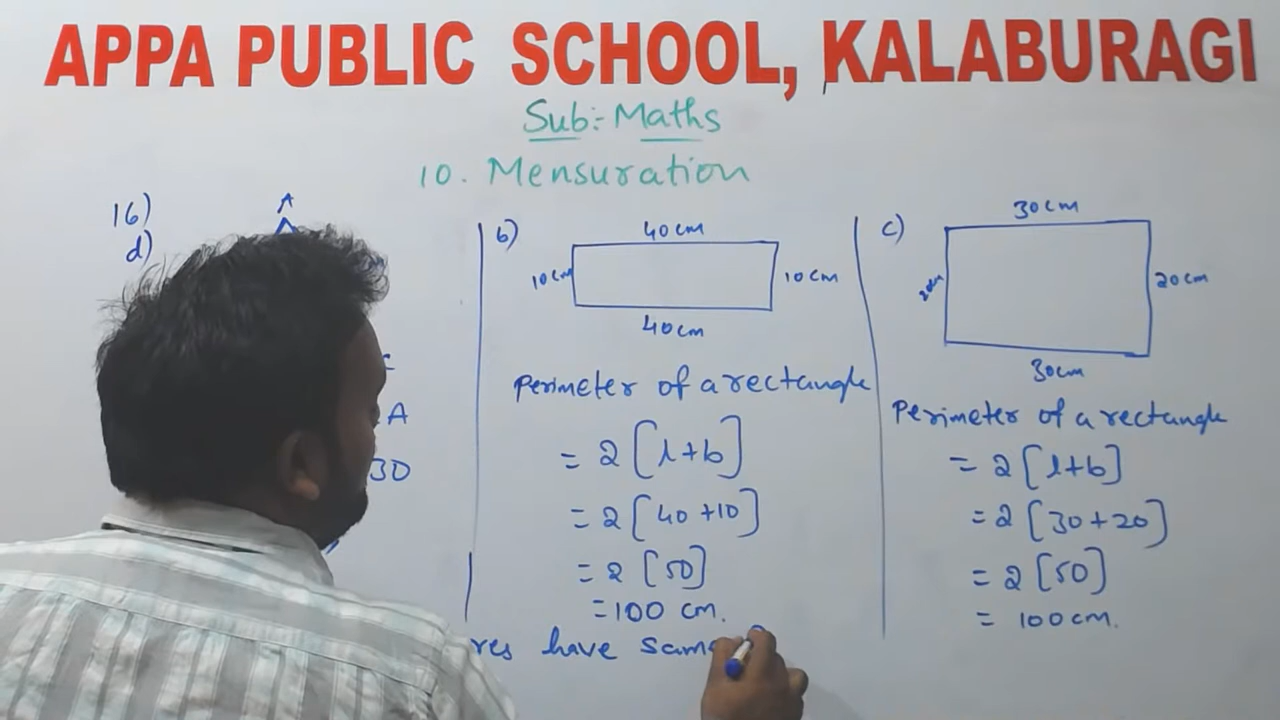 APPA PUBLIC SCHOOL, KALABURAGI
Sub:- Maths
10. Mensuration
16)
d)
A
A
30
b)
40cm
10cm
10cm
40cm
Perimeter of a rectangle
= 2 [l+b]
= 2 [40+10]
= 2 [50]
= 100 cm.
c)
30cm
20cm
20cm
30cm
Perimeter of a rectangle
= 2 [l+b]
= 2 [30+20]
= 2 [50]
= 100cm.
res have same